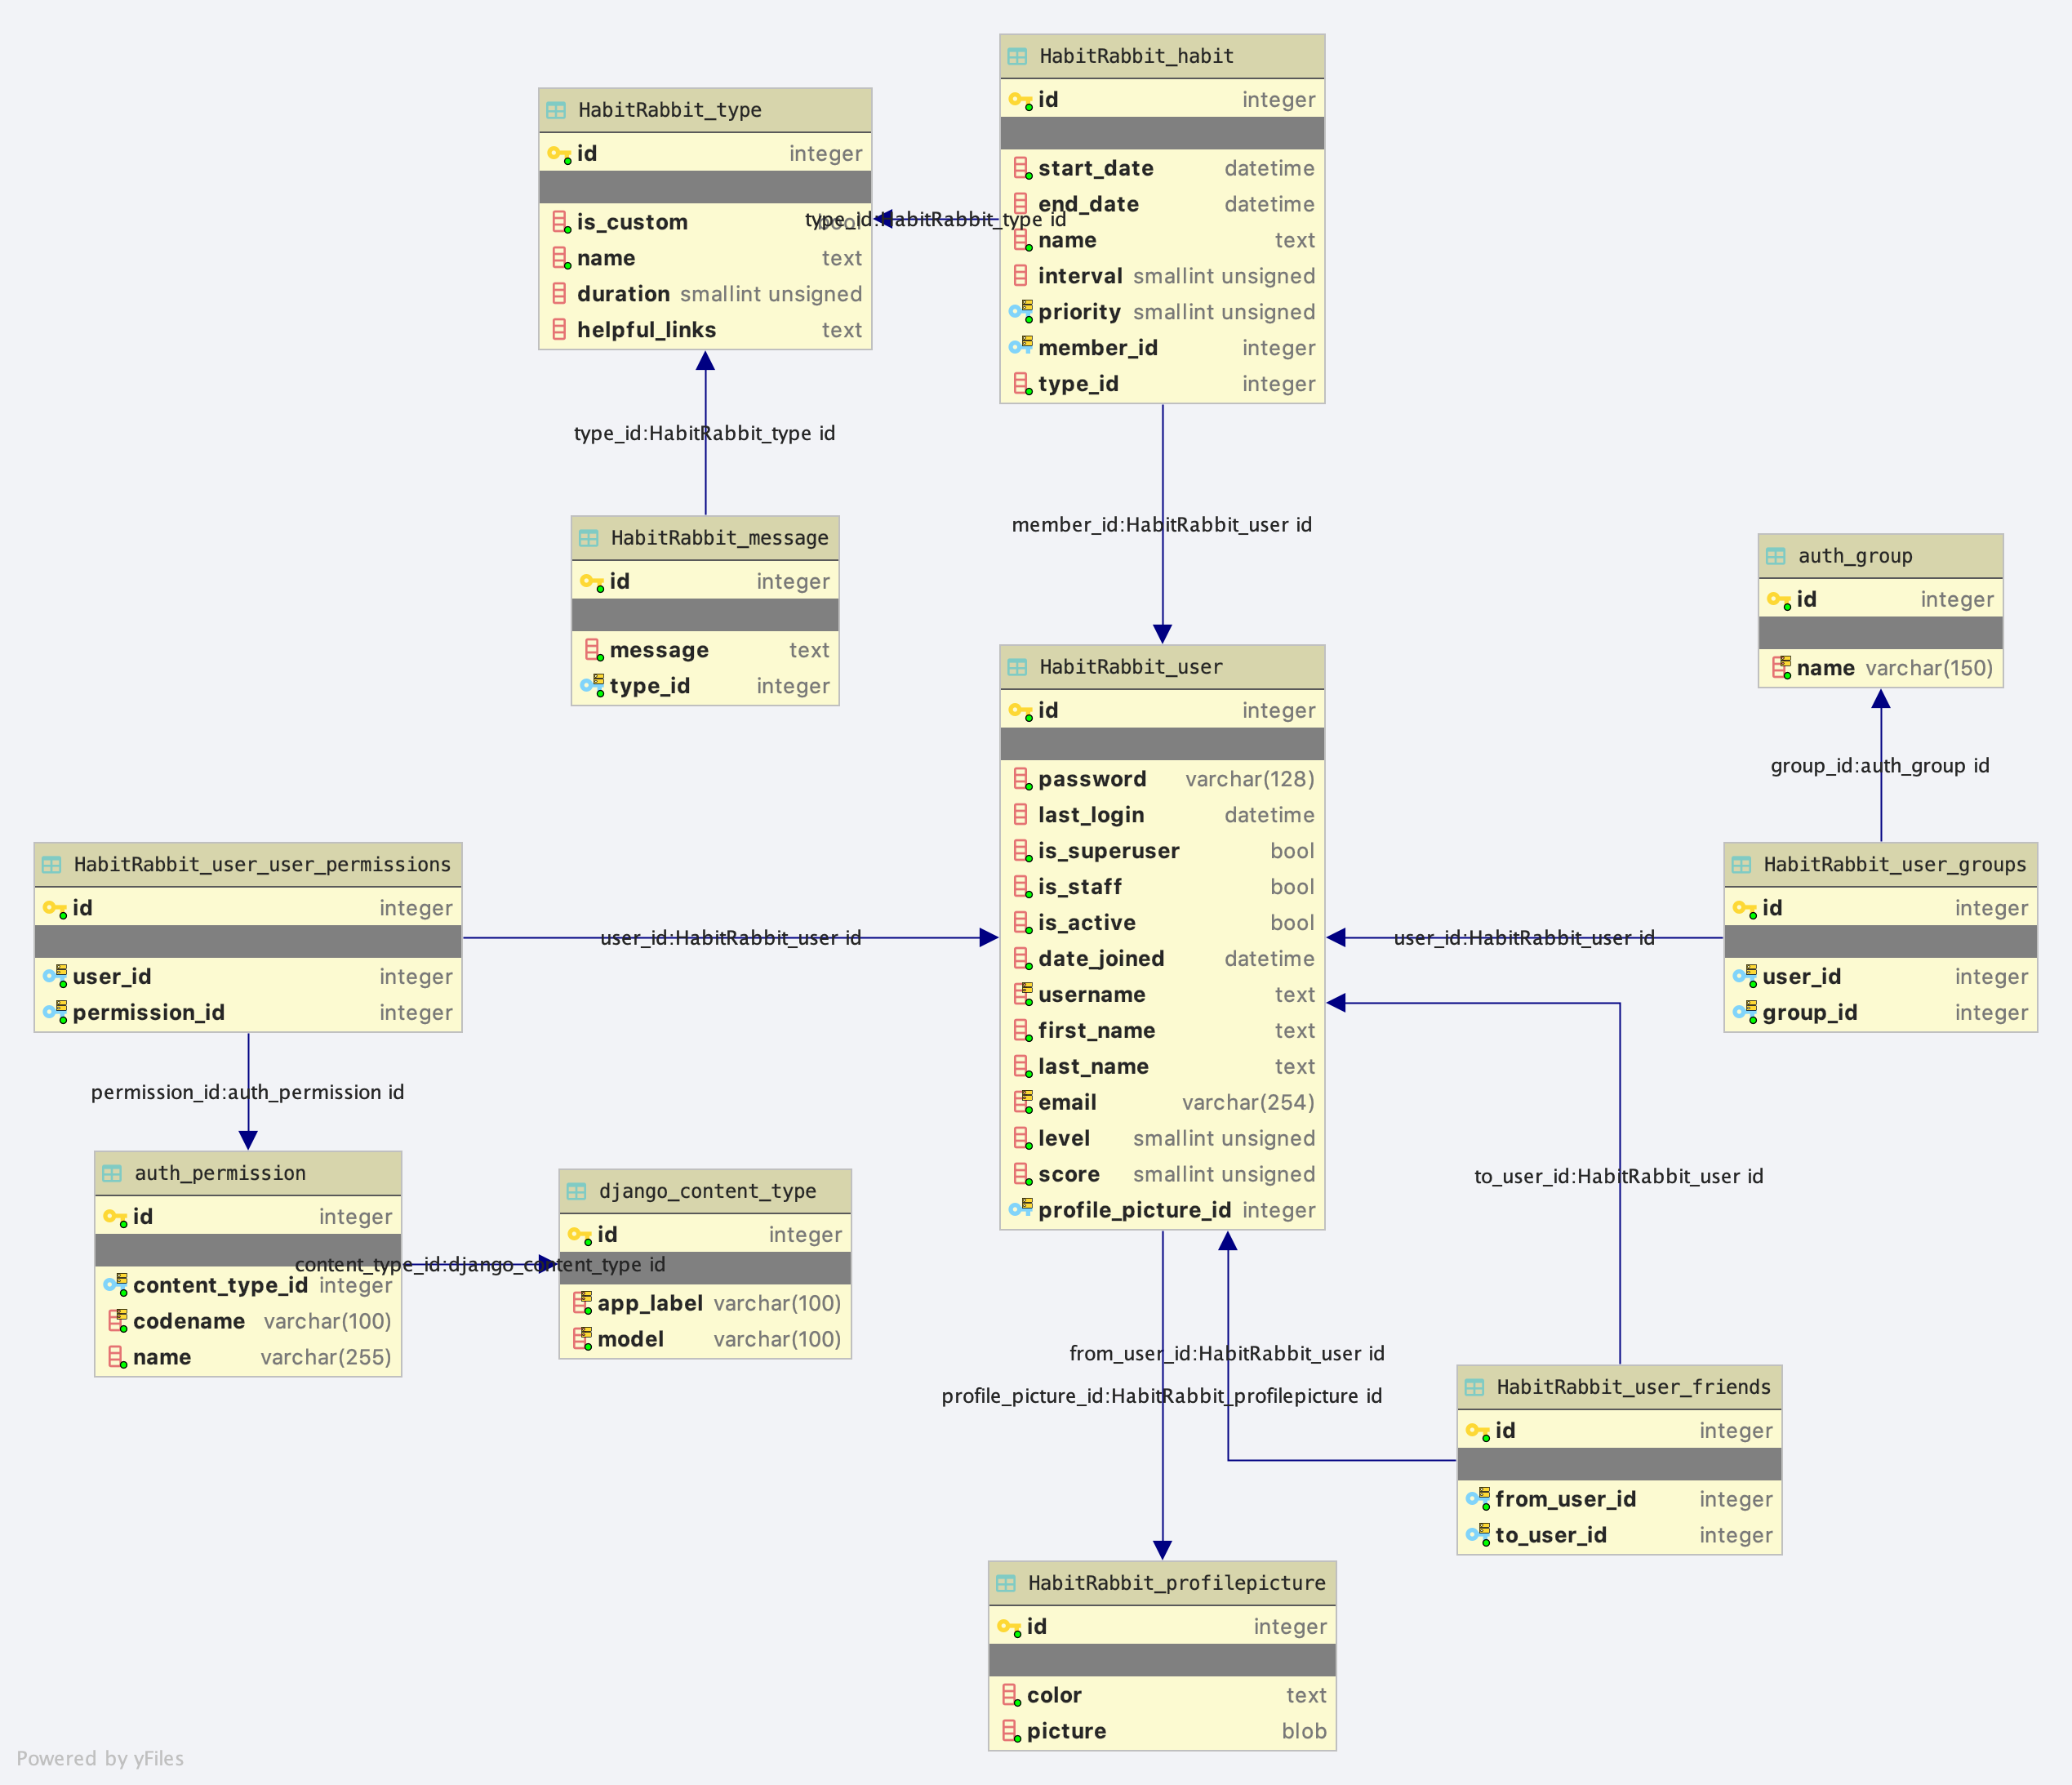 HabitRabbit_habit
id integer
start_date datetime
end_date datetime
name text
interval smallint unsigned
priority smallint unsigned
member_id integer
type_id integer
HabitRabbit_type
id integer
is_custom bool
name text
duration smallint unsigned
helpful_links text
type_id:HabitRabbit_type id
type_id:HabitRabbit_type id
member_id:HabitRabbit_user id
HabitRabbit_message
id integer
message text
type_id integer
auth_group
id integer
name varchar(150)
group_id:auth_group id
HabitRabbit_user
id integer
password varchar(128)
last_login datetime
is_superuser bool
is_staff bool
is_active bool
date_joined datetime
username text
first_name text
last_name text
email varchar(254)
level smallint unsigned
score smallint unsigned
profile_picture_id integer
HabitRabbit_user_user_permissions
id integer
user_id integer
permission_id integer
user_id:HabitRabbit_user id
user_id:HabitRabbit_user id
HabitRabbit_user_groups
id integer
user_id integer
group_id integer
permission_id:auth_permission id
auth_permission
id integer
content_type_id integer
codename varchar(100)
name varchar(255)
content_type_id:django_content_type id
django_content_type
id integer
app_label varchar(100)
model varchar(100)
to_user_id:HabitRabbit_user id
from_user_id:HabitRabbit_user id
profile_picture_id:HabitRabbit_profilepicture id
HabitRabbit_user_friends
id integer
from_user_id integer
to_user_id integer
HabitRabbit_profilepicture
id integer
color text
picture blob
Powered by yFiles